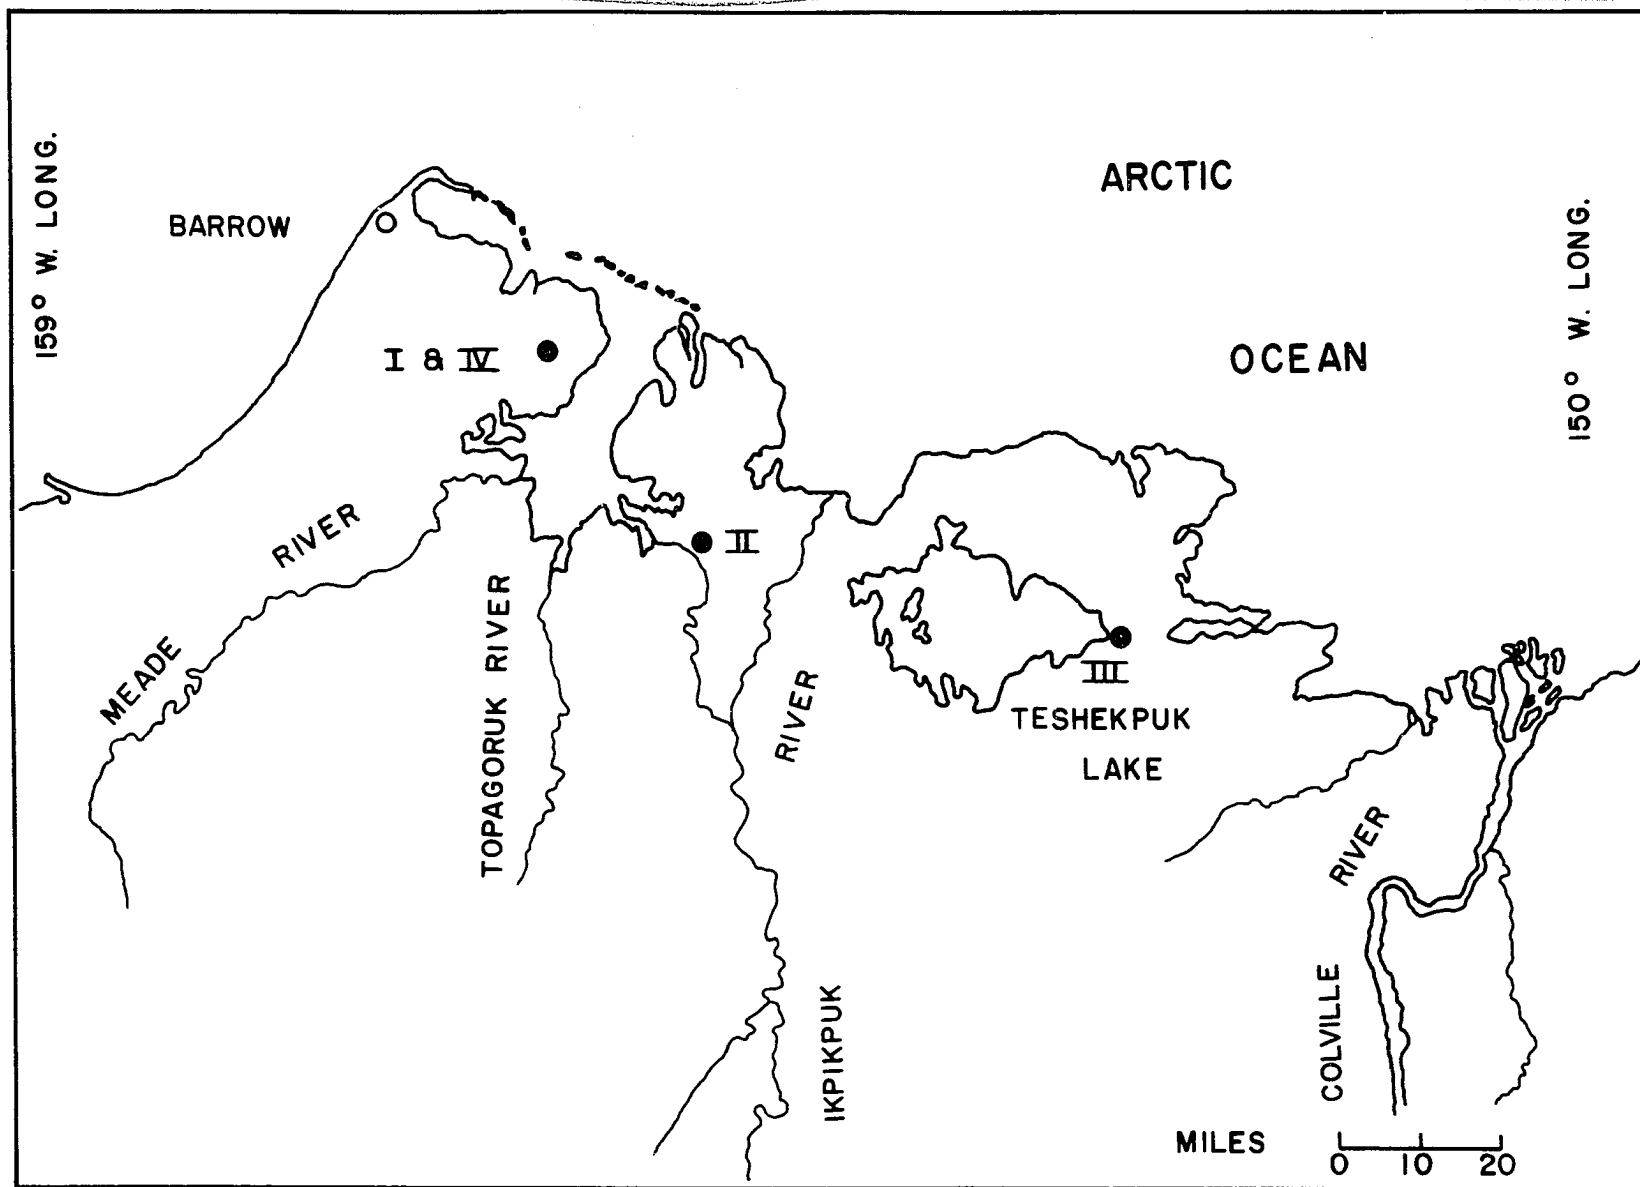 159° W. LONG.
BARROW
ARCTIC
OCEAN
150° W. LONG.
I & IV
II
III
MEADE RIVER
TOPAGORUK RIVER
IKPIKPUK RIVER
TESHEKPUK
LAKE
COLVILLE RIVER
MILES
0 10 20